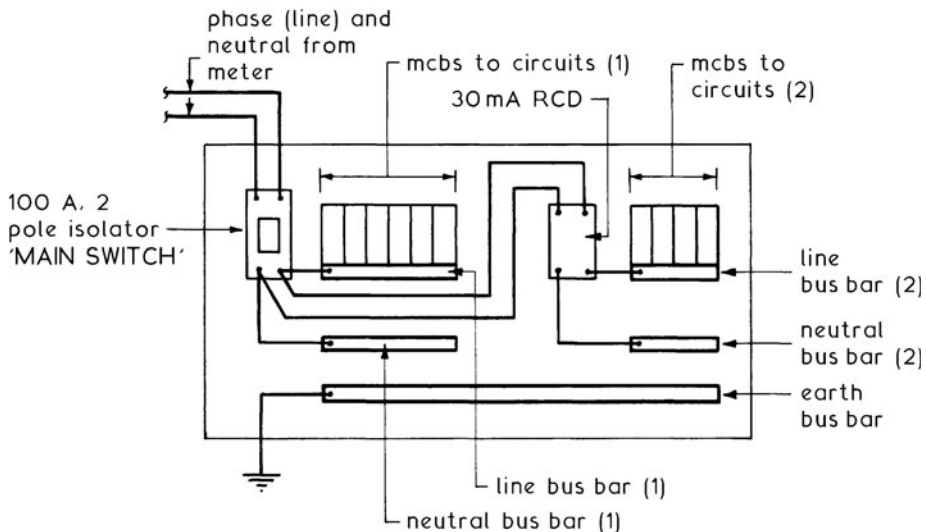 phase (line) and
neutral from
meter
mcbs to circuits (1)
30mA RCD
mcbs to
circuits (2)
100 A, 2
pole isolator
'MAIN SWITCH'
line
bus bar (2)
neutral
bus bar (2)
earth
bus bar
line bus bar (1)
neutral bus bar (1)